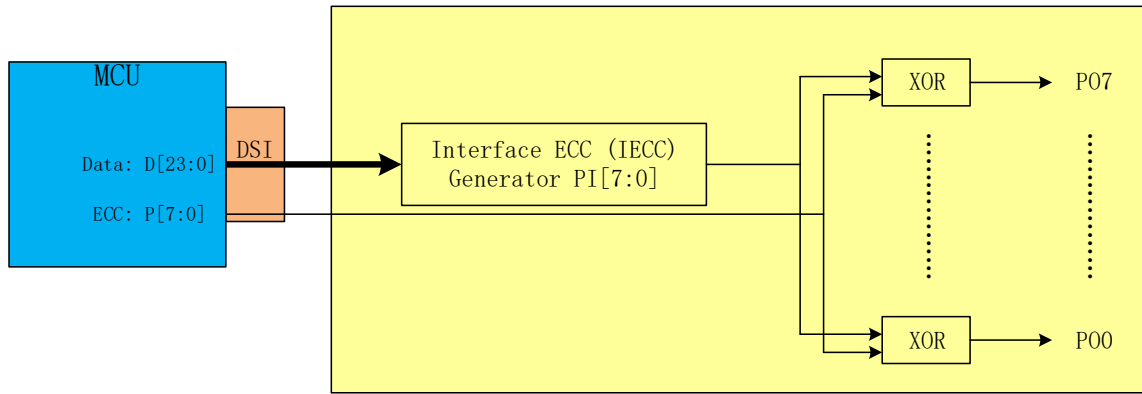 MCU
XOR
PO7
DSI
Interface ECC (IECC)
Data: D[23:0]
Generator PI[7:0]
ECC: P[7:0]
XOR
PO0